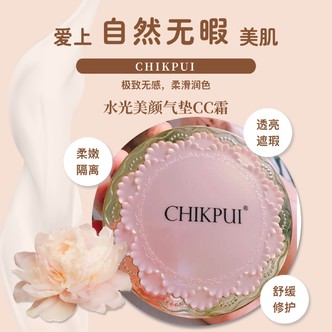 爱上 自然无暇 美肌
CHIKPUI
极致无感，柔滑润色
水光美颜气垫CC霜
透亮
遮瑕
柔嫩
隔离
CHIKPUI®
舒缓
修护